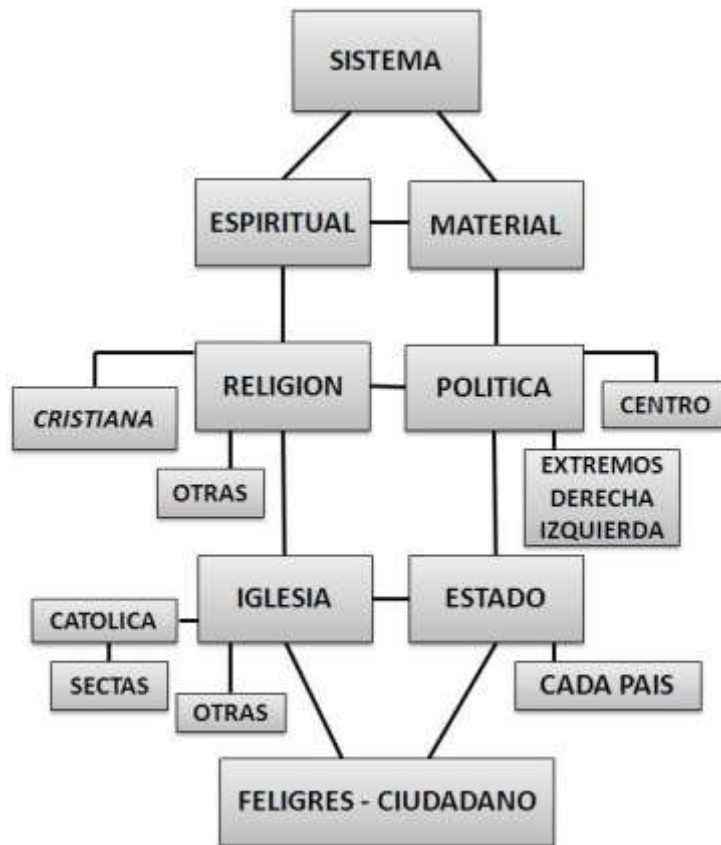 SISTEMA
ESPIRITUAL
MATERIAL
RELIGION
POLITICA
CRISTIANA
CENTRO
OTRAS
EXTREMOS
DERECHA
IZQUIERDA
IGLESIA
ESTADO
CATOLICA
SECTAS
OTRAS
CADA PAIS
FELIGRES - CIUDADANO